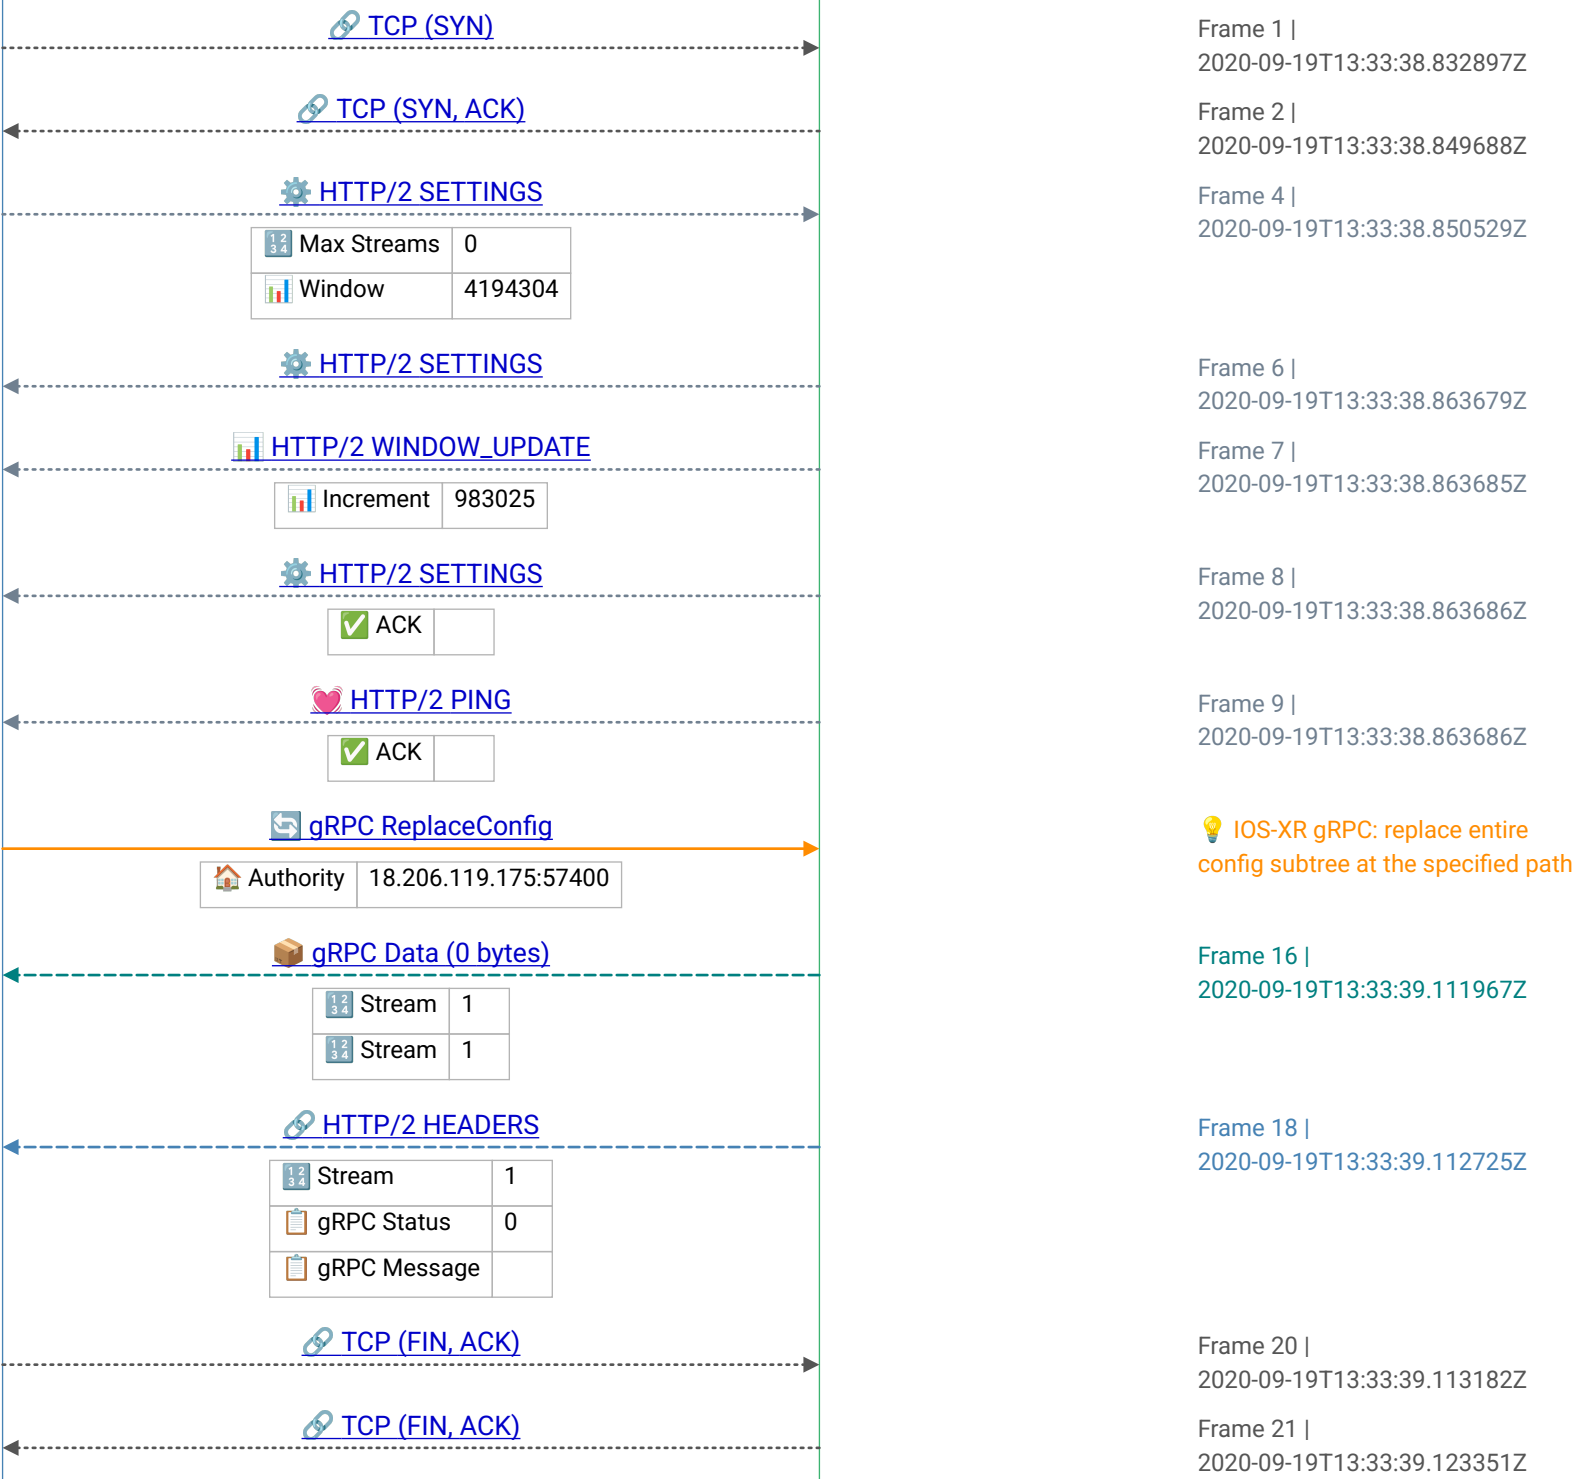 🔗 TCP (SYN)
Frame 1 |
2020-09-19T13:33:38.832897Z
🔗 TCP (SYN, ACK)
Frame 2 |
2020-09-19T13:33:38.849688Z
⚙️ HTTP/2 SETTINGS
Frame 4 |
2020-09-19T13:33:38.850529Z
🔢 Max Streams 0
📊 Window 4194304
⚙️ HTTP/2 SETTINGS
Frame 6 |
2020-09-19T13:33:38.863679Z
📊 HTTP/2 WINDOW_UPDATE
Frame 7 |
2020-09-19T13:33:38.863685Z
📊 Increment 983025
⚙️ HTTP/2 SETTINGS
Frame 8 |
2020-09-19T13:33:38.863686Z
✅ ACK
💓 HTTP/2 PING
Frame 9 |
2020-09-19T13:33:38.863686Z
✅ ACK
🔄 gRPC ReplaceConfig
💡 IOS-XR gRPC: replace entire
config subtree at the specified path
🏠 Authority 18.206.119.175:57400
📦 gRPC Data (0 bytes)
Frame 16 |
2020-09-19T13:33:39.111967Z
🔢 Stream 1
🔢 Stream 1
🔗 HTTP/2 HEADERS
Frame 18 |
2020-09-19T13:33:39.112725Z
🔢 Stream 1
📋 gRPC Status 0
📋 gRPC Message
🔗 TCP (FIN, ACK)
Frame 20 |
2020-09-19T13:33:39.113182Z
🔗 TCP (FIN, ACK)
Frame 21 |
2020-09-19T13:33:39.123351Z